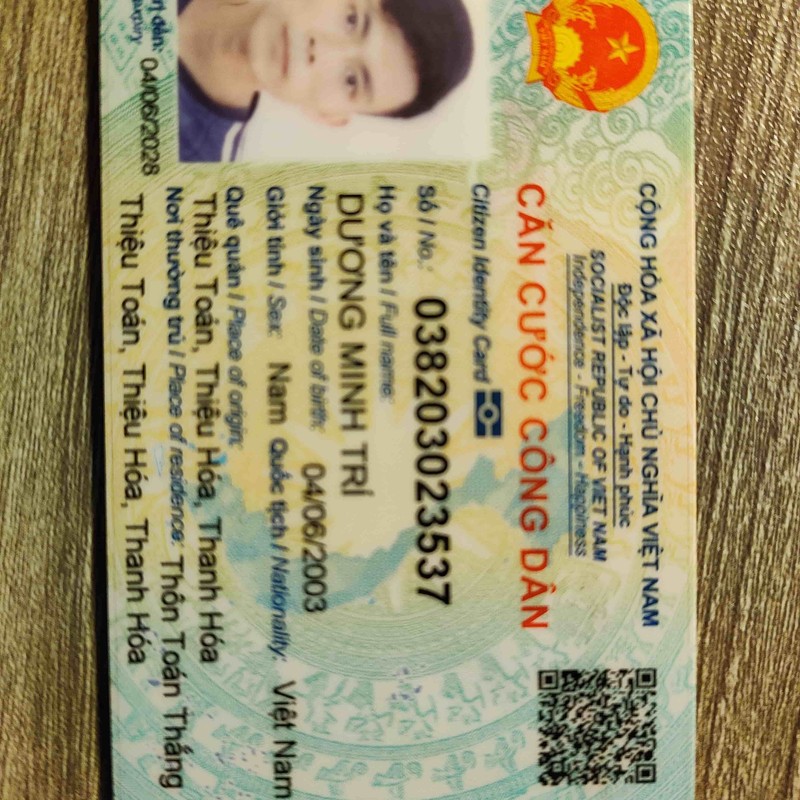 CỘNG HÒA XÃ HỘI CHỦ NGHĨA VIỆT NAM
Độc lập - Tự do - Hạnh phúc
SOCIALIST REPUBLIC OF VIET NAM
Independence - Freedom - Happiness
CĂN CƯỚC CÔNG DÂN
Citizen Identity Card
Số / No.: 038203023537
Họ và tên / Full name:
DƯƠNG MINH TRÍ
Ngày sinh / Date of birth: 04/06/2003
Giới tính / Sex: Nam Quốc tịch / Nationality: Việt Nam
Quê quán / Place of origin:
Thiệu Toán, Thiệu Hóa, Thanh Hóa
Nơi thường trú / Place of residence: Thôn Toán Thắng
Thiệu Toán, Thiệu Hóa, Thanh Hóa
04/06/2028